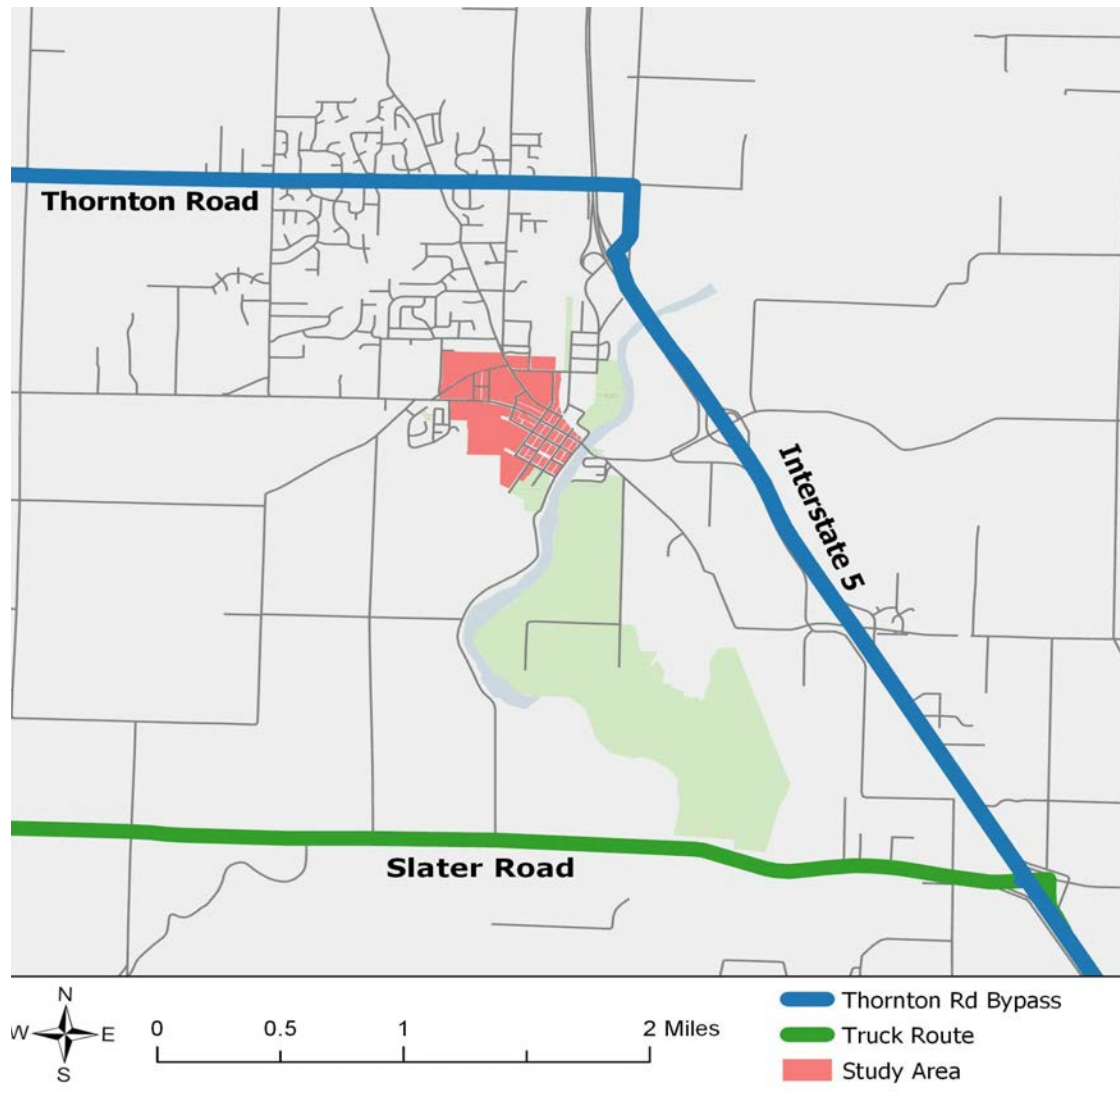 Thornton Road
Interstate 5
Slater Road
N
W E
S
0 0.5 1 2 Miles
Thornton Rd Bypass
Truck Route
Study Area